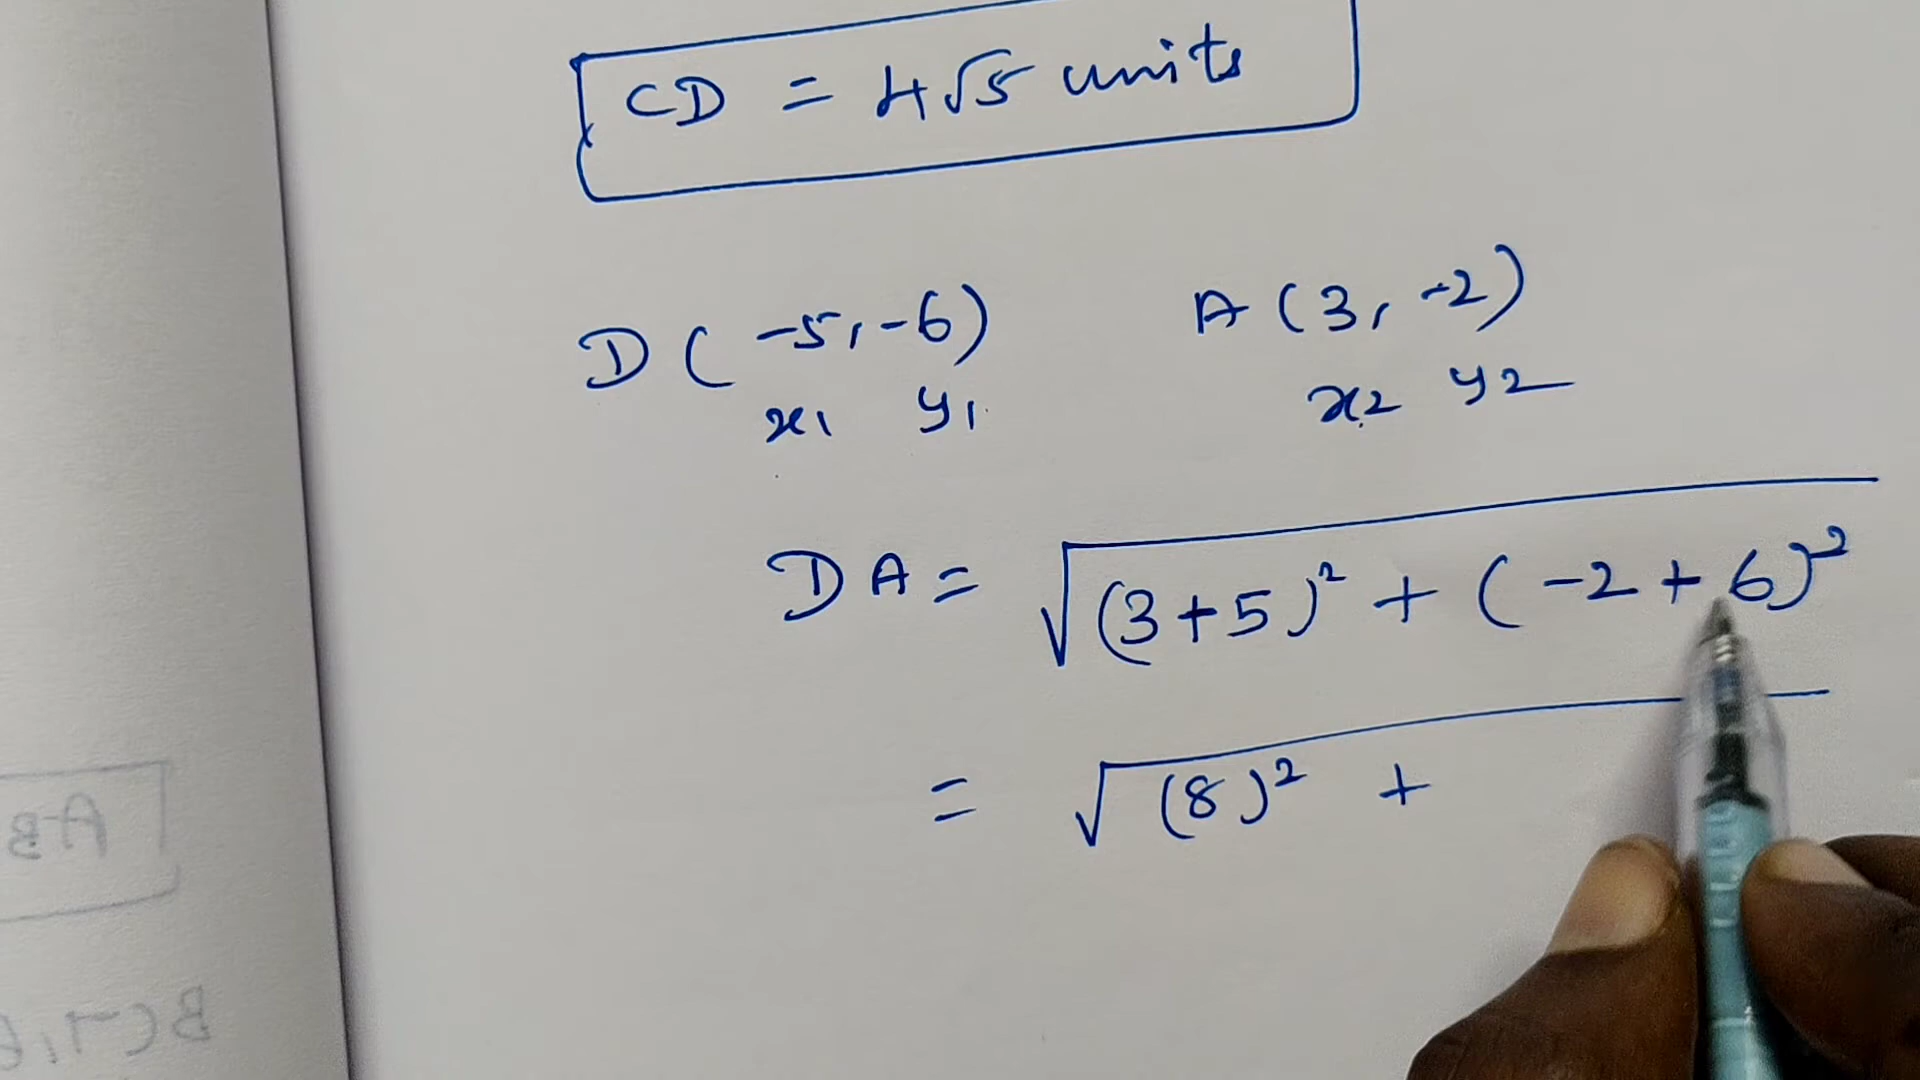 CD = 4√5 units
D(-5,-6) A(3,-2)
x1 y1 x2 y2
DA = √(3+5)² + (-2+6)²
= √(8)² +